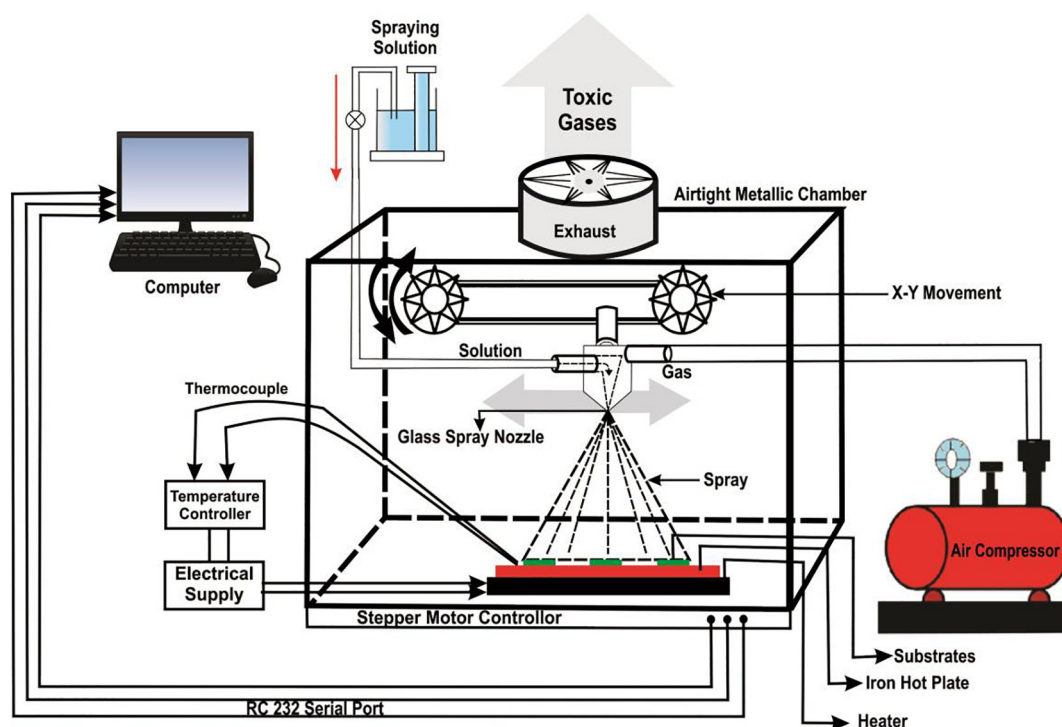 Spraying
Solution
Toxic
Gases
Airtight Metallic Chamber
Exhaust
Computer
X-Y Movement
Solution
Gas
Thermocouple
Glass Spray Nozzle
Spray
Temperature
Controller
Air Compressor
Electrical
Supply
Stepper Motor Controllor
Substrates
Iron Hot Plate
RC 232 Serial Port
Heater